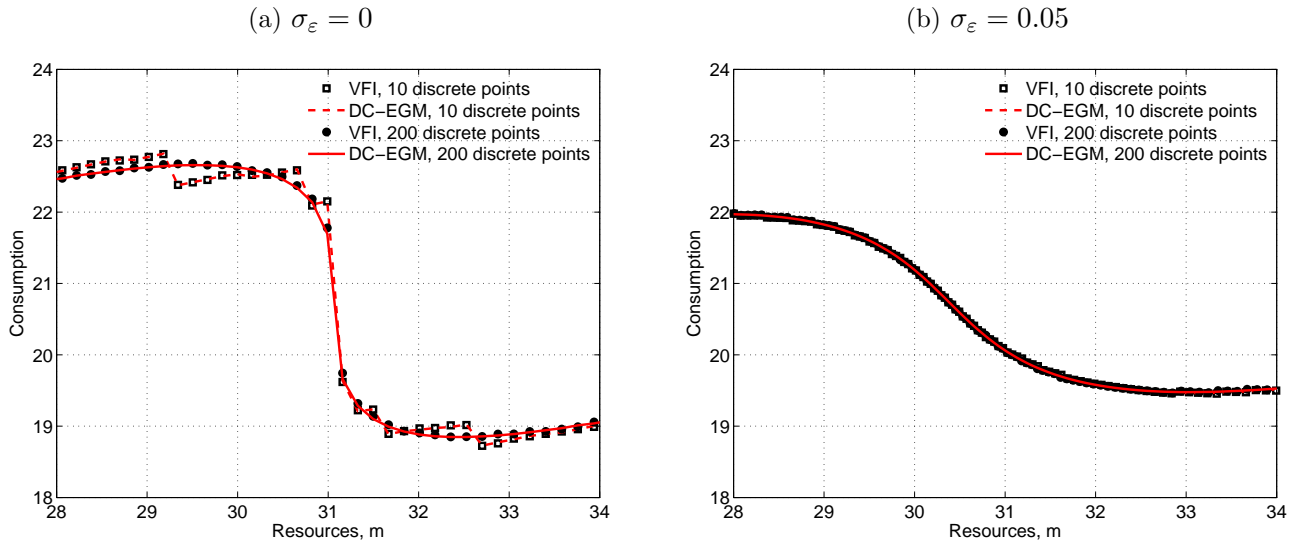 (a) σε = 0
24
23
22
21
20
19
18
28
29
30
31
32
33
34
Consumption
Resources, m
VFI, 10 discrete points
DC−EGM, 10 discrete points
VFI, 200 discrete points
DC−EGM, 200 discrete points
(b) σε = 0.05
24
23
22
21
20
19
18
28
29
30
31
32
33
34
Consumption
Resources, m
VFI, 10 discrete points
DC−EGM, 10 discrete points
VFI, 200 discrete points
DC−EGM, 200 discrete points